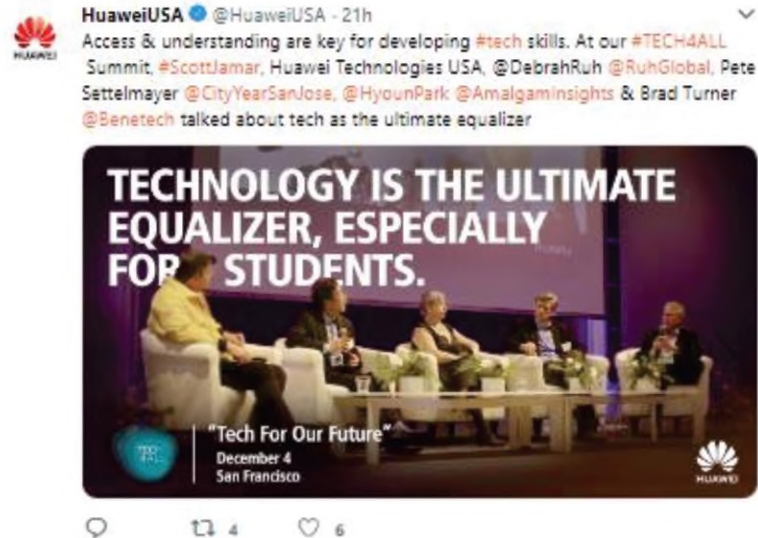 HuaweiUSA @HuaweiUSA - 21h
HUAWEI
Access & understanding are key for developing #tech skills. At our #TECH4ALL
Summit, #ScottJamar, Huawei Technologies USA, @DebrahRuh @RuhGlobal, Pete
Settelmayer @CityYearSanJose, @HyounPark @AmalgamInsights & Brad Turner
@Benetech talked about tech as the ultimate equalizer
TECHNOLOGY IS THE ULTIMATE
EQUALIZER, ESPECIALLY
FOR STUDENTS.
"Tech For Our Future"
December 4
San Francisco
HUAWEI
4
6